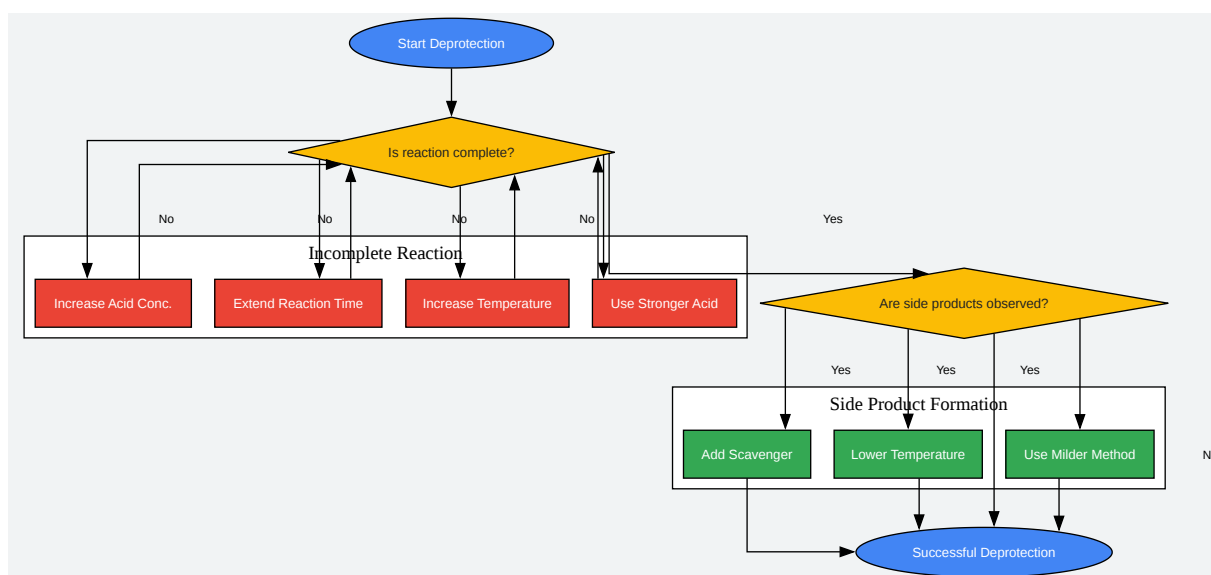 Start Deprotection
Is reaction complete?
No
No
No
No
Yes
Incomplete Reaction
Increase Acid Conc.
Extend Reaction Time
Increase Temperature
Use Stronger Acid
Are side products observed?
Yes
Yes
Yes
Side Product Formation
Add Scavenger
Lower Temperature
Use Milder Method
N
Successful Deprotection